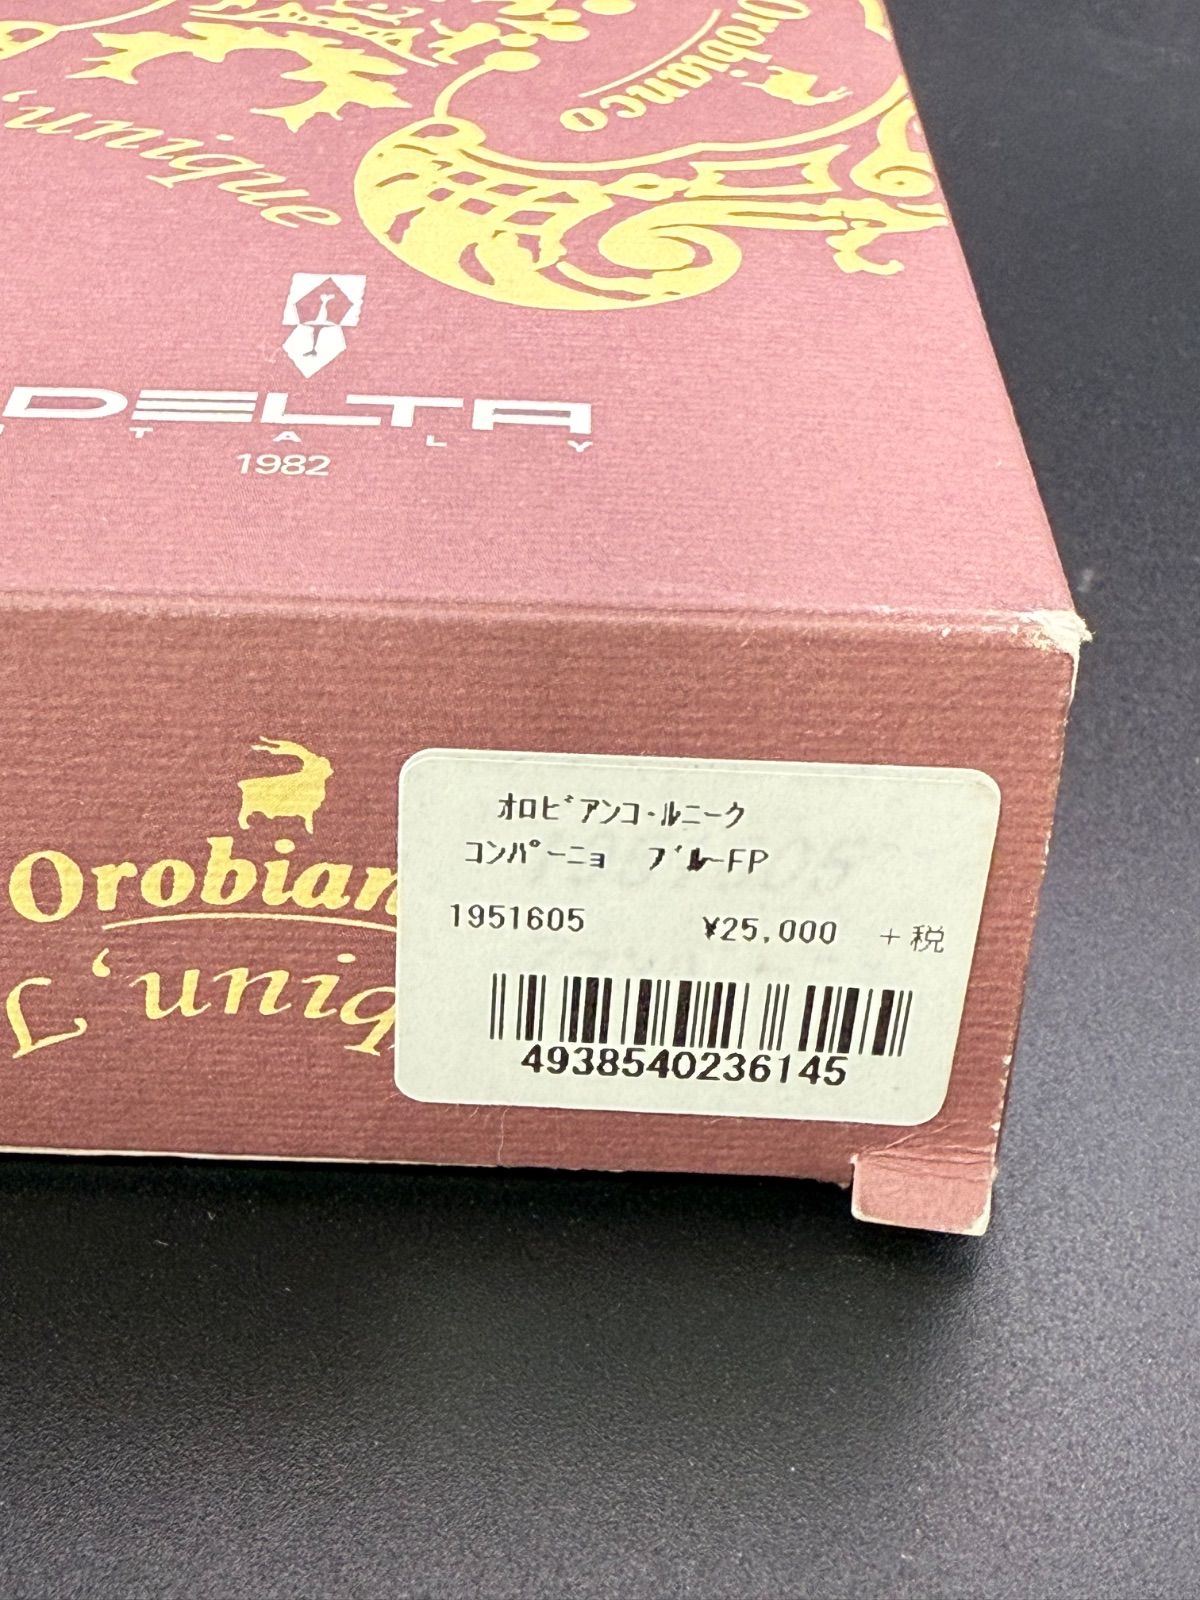 Orobianco
'unique
DELTA
ITALY
1982
Orobian
L'uniq
オロビアンコ・ルニーク
コンパーニョ ブルーFP
1951605 ¥25,000 +税
4938540236145